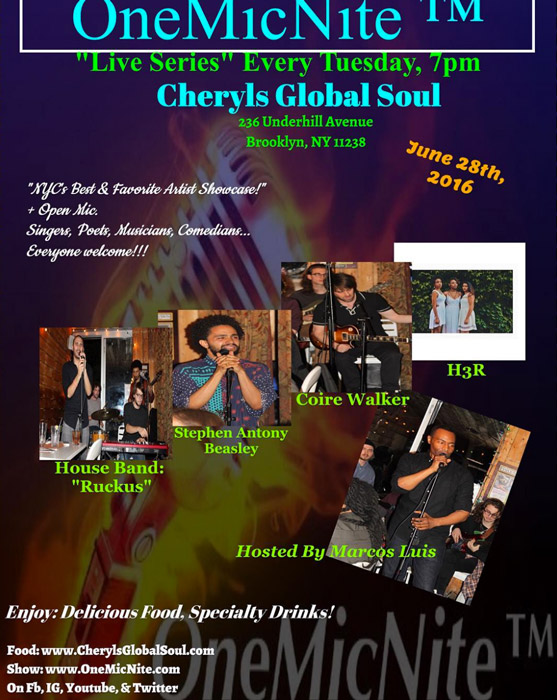 OneMicNite ™
"Live Series" Every Tuesday, 7pm
Cheryls Global Soul
236 Underhill Avenue
Brooklyn, NY 11238
June 28th,
2016
"NYC's Best & Favorite Artist Showcase!"
+ Open Mic.
Singers, Poets, Musicians, Comedians...
Everyone welcome!!!
H3R
Coire Walker
Stephen Antony
Beasley
House Band:
"Ruckus"
Hosted By Marcos Luis
Enjoy: Delicious Food, Specialty Drinks!
Food: www.CherylsGlobalSoul.com
Show: www.OneMicNite.com
On Fb, IG, Youtube, & Twitter
OneMicNite ™